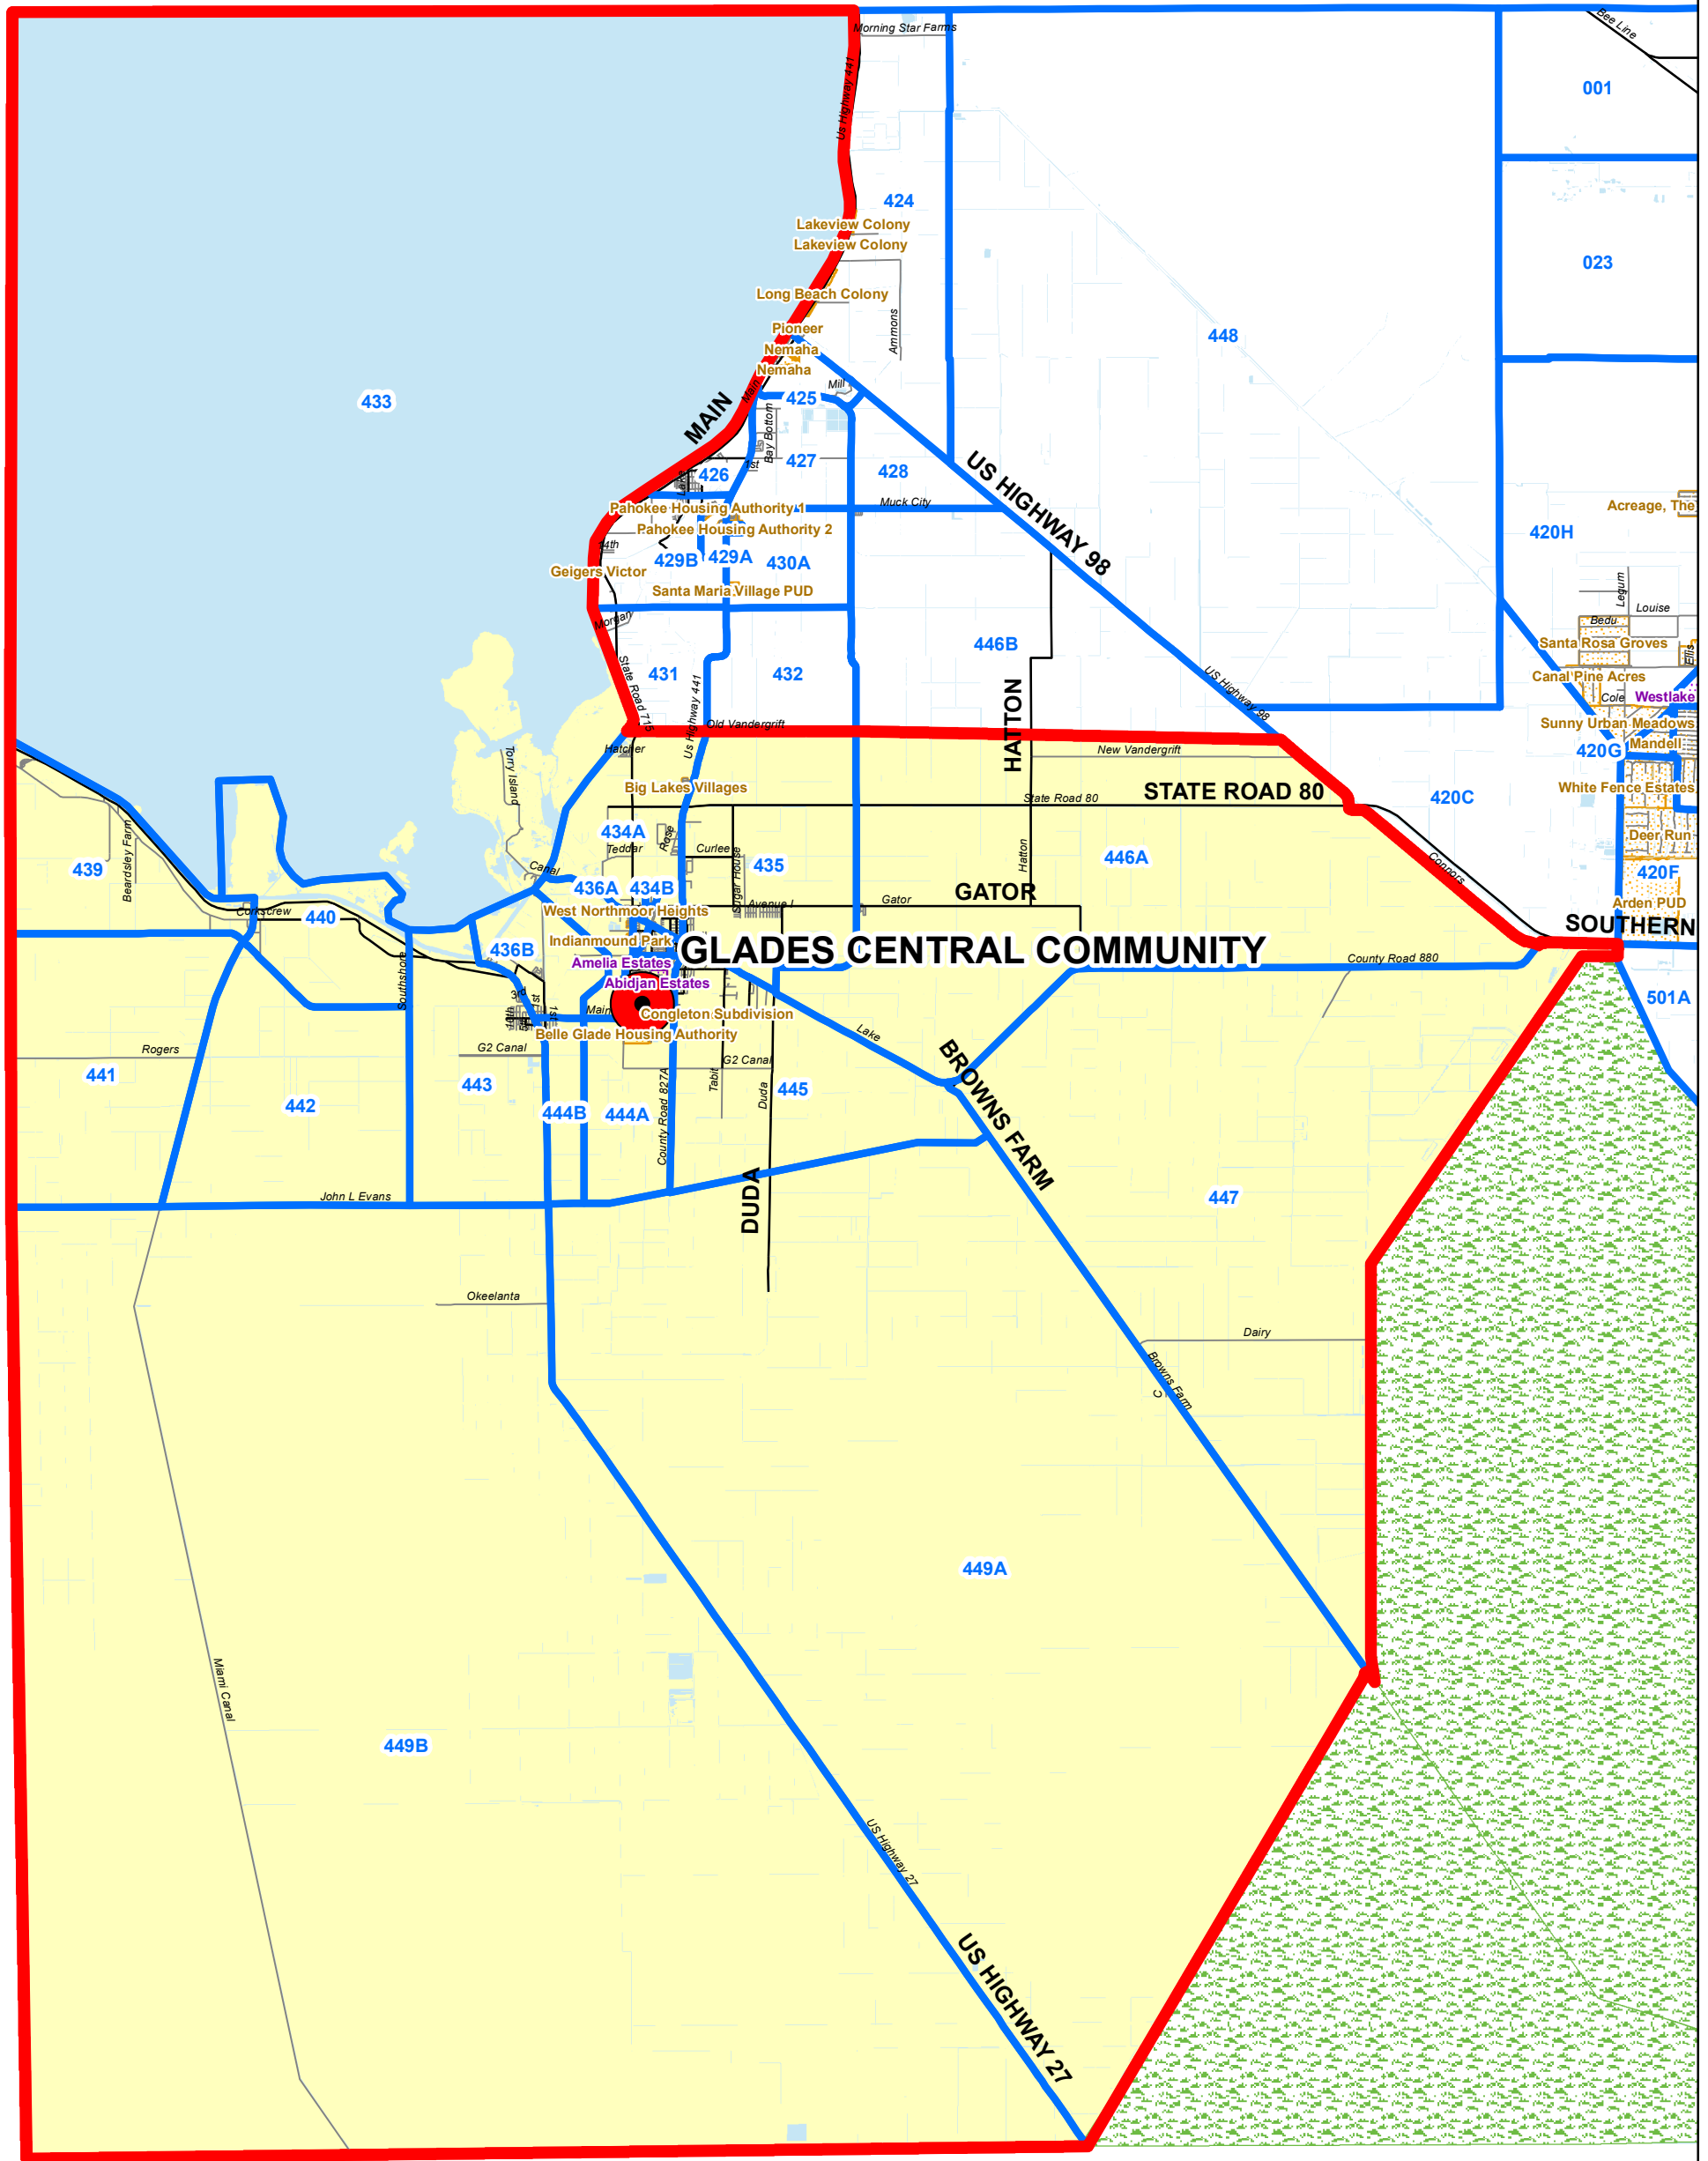 Bee Line
Morning Star Farms
001
Us Highway 441
424
Lakeview Colony
Lakeview Colony
023
Long Beach Colony
Pioneer
Ammons
448
Nemaha
Nemaha
Mill
Main
433
MAIN
425
Bay Bottom
427
1st
426
Lake
428
US HIGHWAY 98
Muck City
Pahokee Housing Authority 1
Pahokee Housing Authority 2
Acreage, The
420H
14th
429B
429A
430A
Geigers Victor
Santa Maria Village PUD
Legum
Louise
Bedu
Morgan
446B
Santa Rosa Groves
Ellis
State Road 715
431
432
Canal Pine Acres
US Highway 98
Cole
Westlake
Us Highway 441
HATTON
Old Vandergrift
Sunny Urban Meadows
Hatcher
New Vandergrift
420G
Mandell
Torry Island
Big Lakes Villages
STATE ROAD 80
State Road 80
420C
White Fence Estates
434A
Rose
Deer Run
Teddar
Curlee
Beardsley Farm
439
Canal
435
Sugar House
Hatton
446A
Connors
420F
436A
434B
GATOR
Gator
Avenue I
Arden PUD
Corkscrew
440
West Northmoor Heights
SOUTHERN
Indianmound Park
436B
GLADES CENTRAL COMMUNITY
County Road 880
Amelia Estates
Southshore
Abidjan Estates
3rd
1st
1st
501A
10th
5th
Main
Congleton Subdivision
Belle Glade Housing Authority
Lake
Rogers
G2 Canal
G2 Canal
BROWNS FARM
441
443
Tabit
Duda
445
442
444B
444A
County Road 827A
DUDA
John L Evans
447
Okeelanta
Dairy
Browns Farm
C
449A
Miami Canal
449B
US Highway 27
US HIGHWAY 27